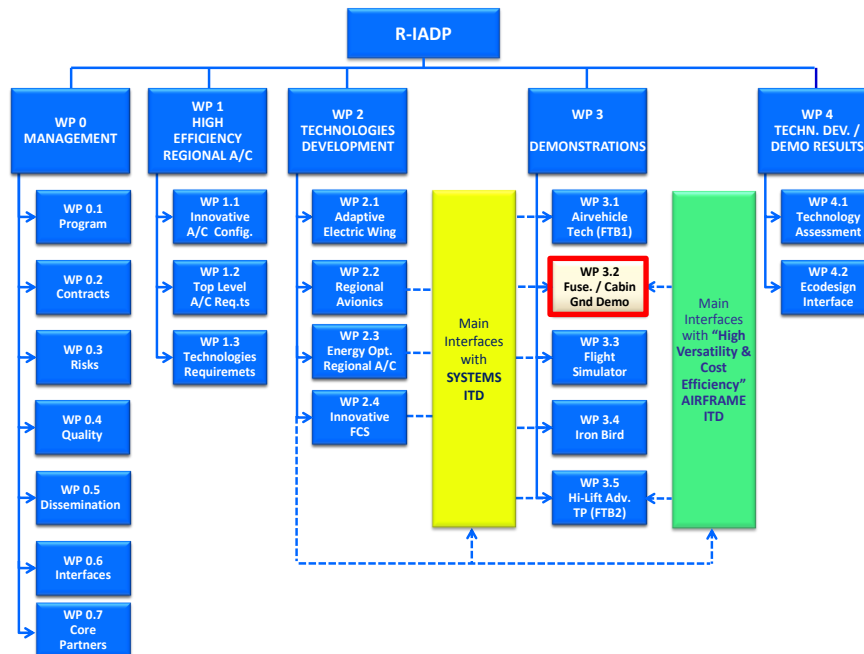 R-IADP
WP 0
MANAGEMENT
WP 1
HIGH
EFFICIENCY
REGIONAL A/C
WP 2
TECHNOLOGIES
DEVELOPMENT
WP 3
DEMONSTRATIONS
WP 4
TECHN. DEV. /
DEMO RESULTS
WP 0.1
Program
WP 0.2
Contracts
WP 0.3
Risks
WP 0.4
Quality
WP 0.5
Dissemination
WP 0.6
Interfaces
WP 0.7
Core
Partners
WP 1.1
Innovative
A/C Config.
WP 1.2
Top Level
A/C Req.ts
WP 1.3
Technologies
Requiremets
WP 2.1
Adaptive
Electric Wing
WP 2.2
Regional
Avionics
WP 2.3
Energy Opt.
Regional A/C
WP 2.4
Innovative
FCS
Main
Interfaces
with
SYSTEMS
ITD
WP 3.1
Airvehicle
Tech (FTB1)
WP 3.2
Fuse. / Cabin
Gnd Demo
WP 3.3
Flight
Simulator
WP 3.4
Iron Bird
WP 3.5
Hi-Lift Adv.
TP (FTB2)
Main
Interfaces
with “High
Versatility &
Cost
Efficiency”
AIRFRAME
ITD
WP 4.1
Technology
Assessment
WP 4.2
Ecodesign
Interface